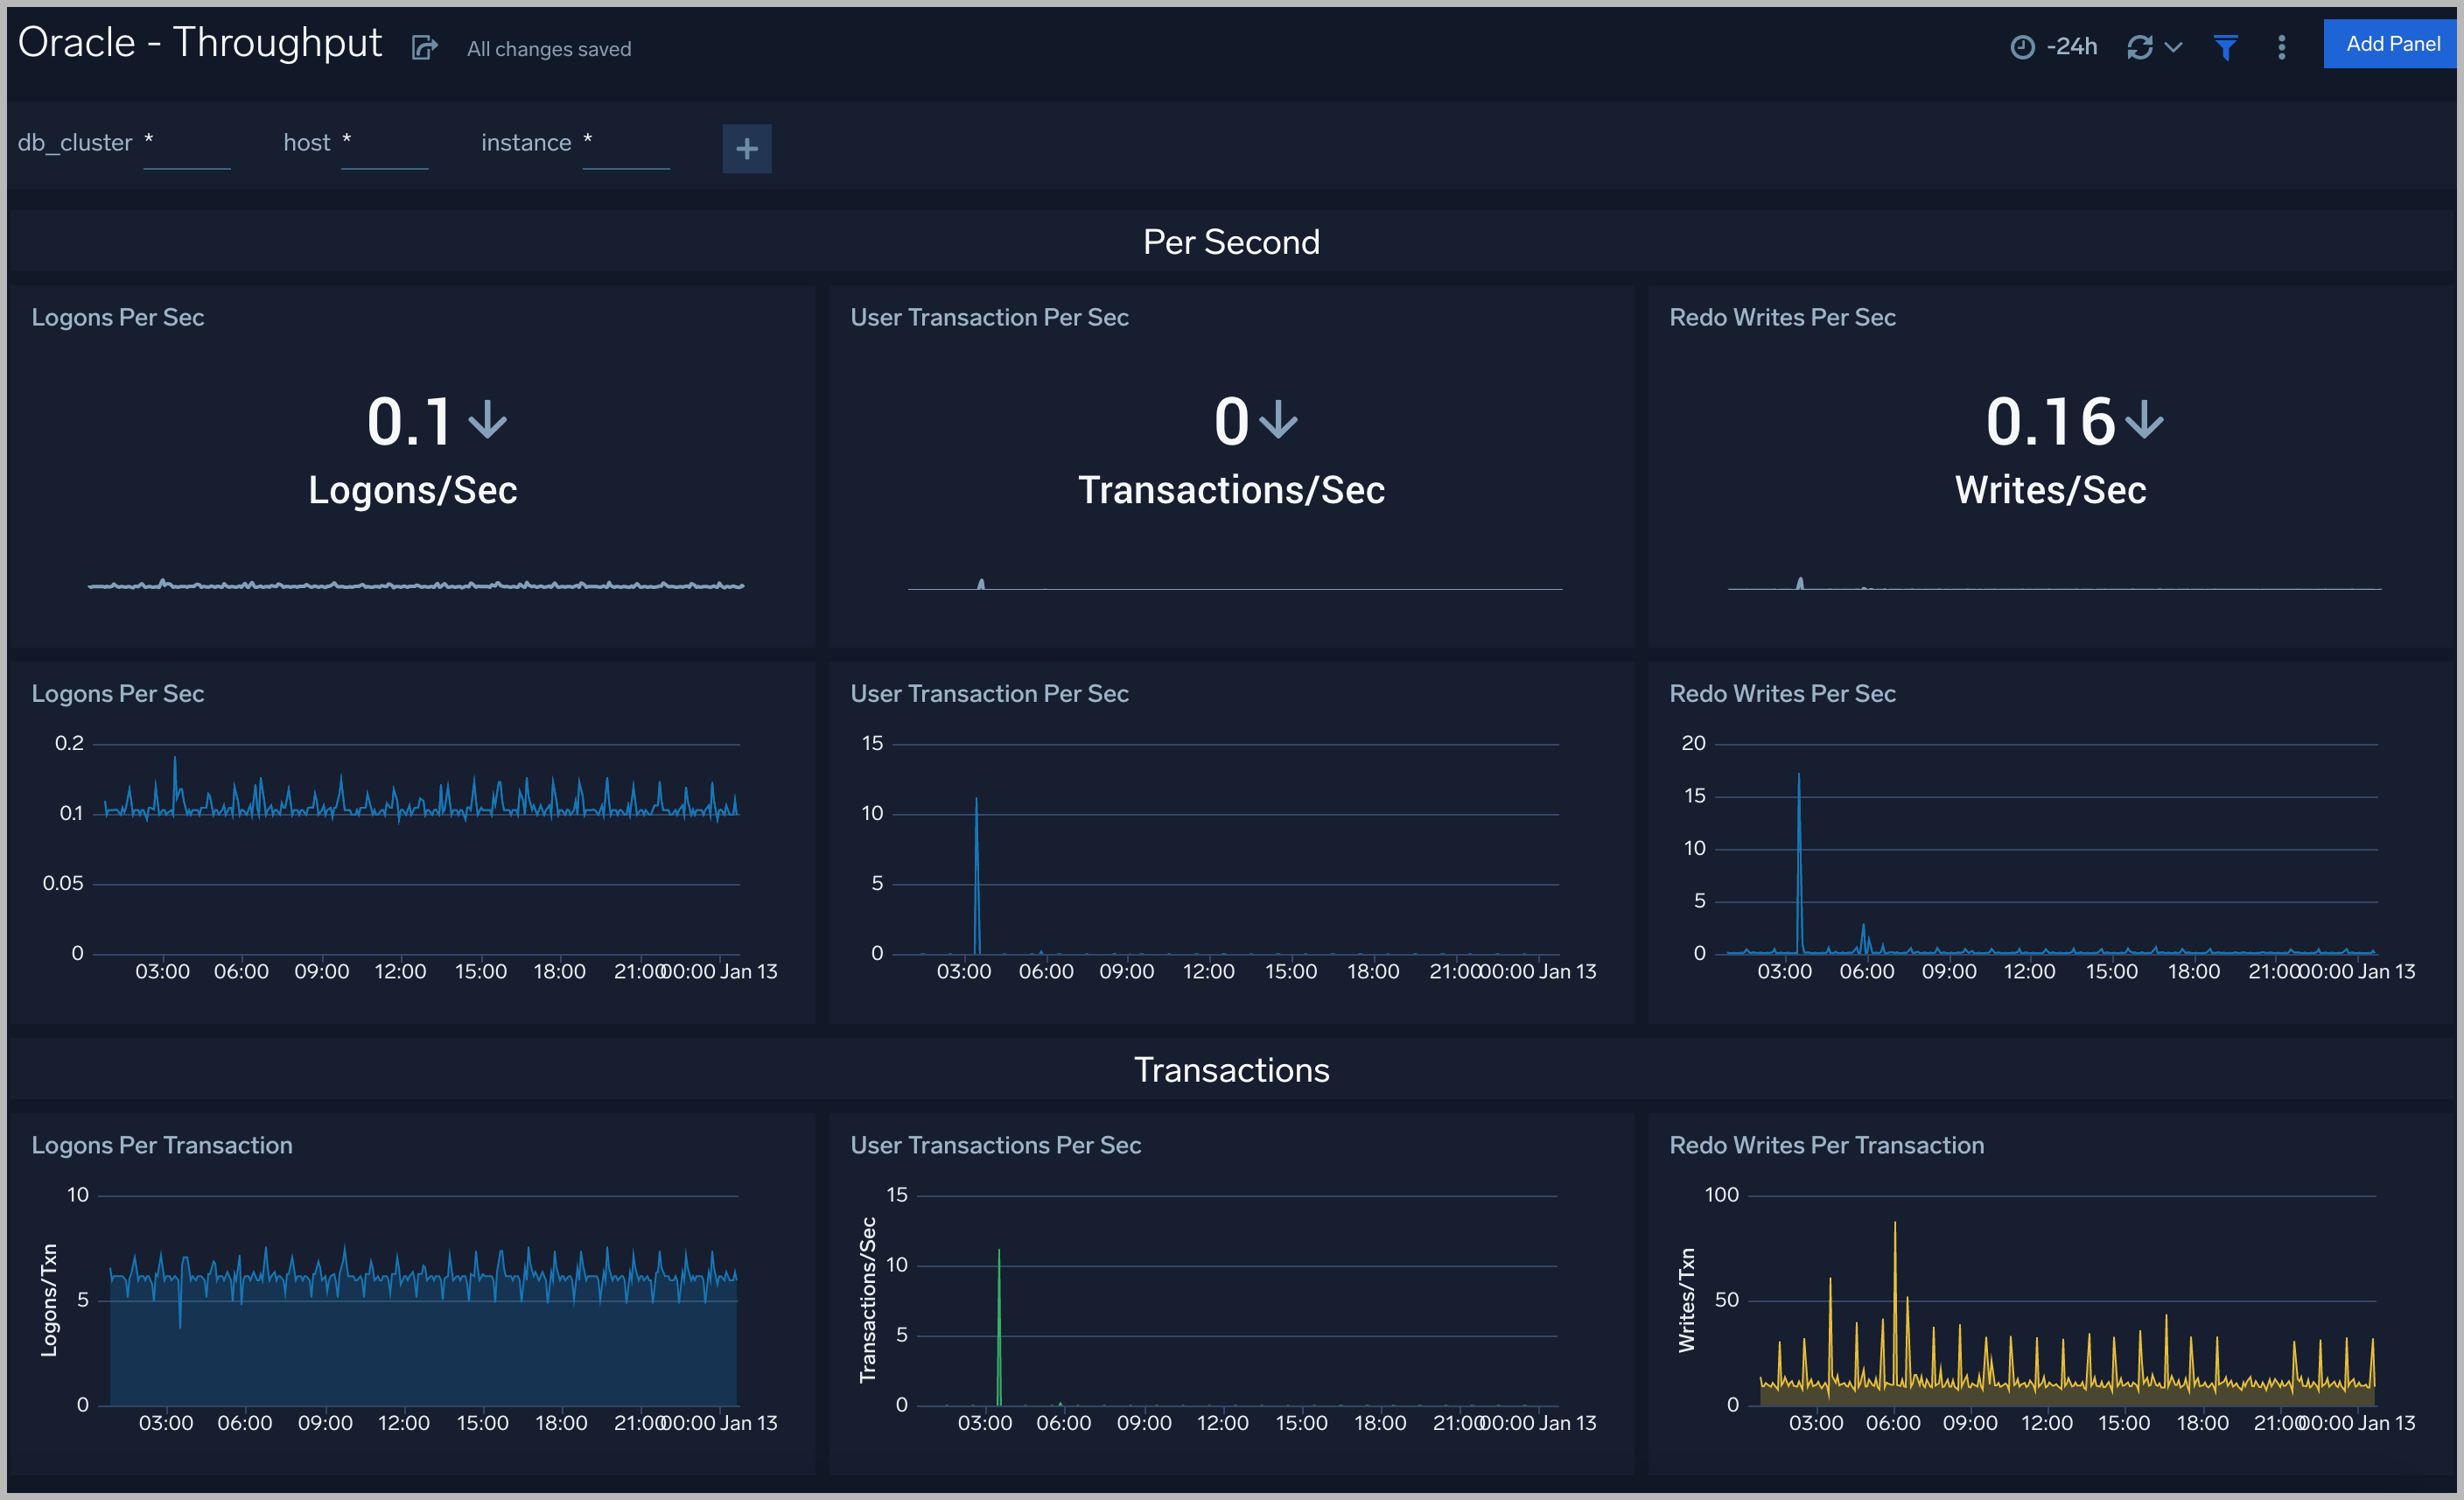 Oracle - Throughput All changes saved -24h Add Panel
db_cluster * host * instance *
Per Second
Logons Per Sec
0.1
Logons/Sec
User Transaction Per Sec
0
Transactions/Sec
Redo Writes Per Sec
0.16
Writes/Sec
Logons Per Sec
0.2
0.1
0.05
0
03:00 06:00 09:00 12:00 15:00 18:00 21:00 00:00 Jan 13
User Transaction Per Sec
15
10
5
0
03:00 06:00 09:00 12:00 15:00 18:00 21:00 00:00 Jan 13
Redo Writes Per Sec
20
15
10
5
0
03:00 06:00 09:00 12:00 15:00 18:00 21:00 00:00 Jan 13
Transactions
Logons Per Transaction
Logons/Txn
10
5
0
03:00 06:00 09:00 12:00 15:00 18:00 21:00 00:00 Jan 13
User Transactions Per Sec
Transactions/Sec
15
10
5
0
03:00 06:00 09:00 12:00 15:00 18:00 21:00 00:00 Jan 13
Redo Writes Per Transaction
Writes/Txn
100
50
0
03:00 06:00 09:00 12:00 15:00 18:00 21:00 00:00 Jan 13